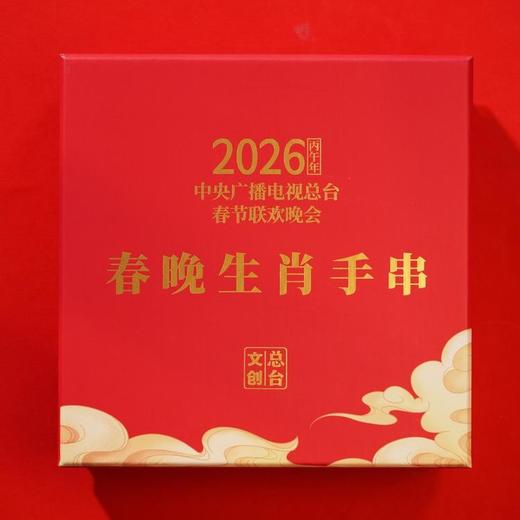 2026丙午年
中央广播电视总台
春节联欢晚会
春晚生肖手串
文总
创台